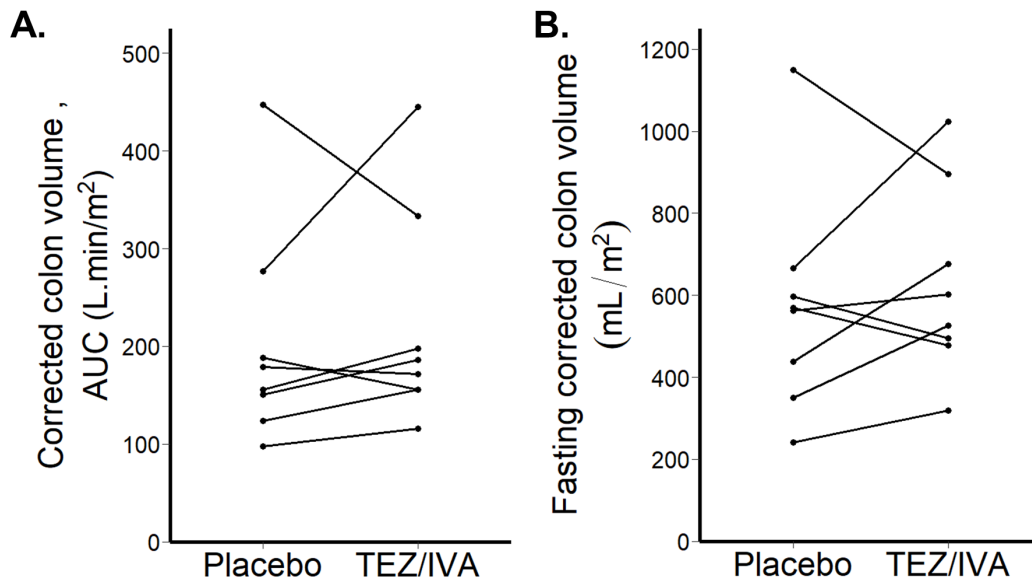 A.
Corrected colon volume ,
AUC (L.min/m²)
500
400
300
200
100
0
Placebo
TEZ/IVA
B.
Fasting corrected colon volume
(mL/m²)
1200
1000
800
600
400
200
0
Placebo
TEZ/IVA